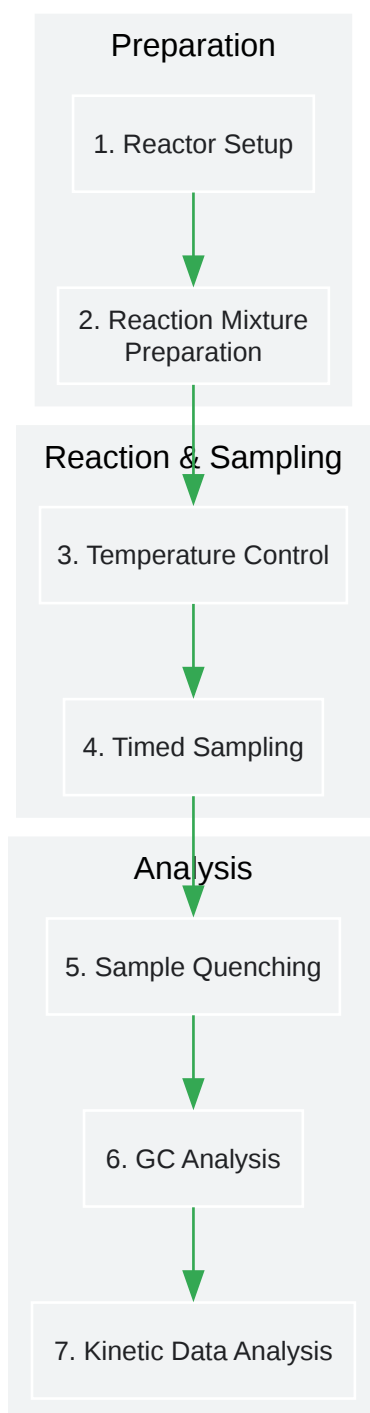 Preparation
1. Reactor Setup
2. Reaction Mixture
Preparation
Reaction & Sampling
3. Temperature Control
4. Timed Sampling
Analysis
5. Sample Quenching
6. GC Analysis
7. Kinetic Data Analysis